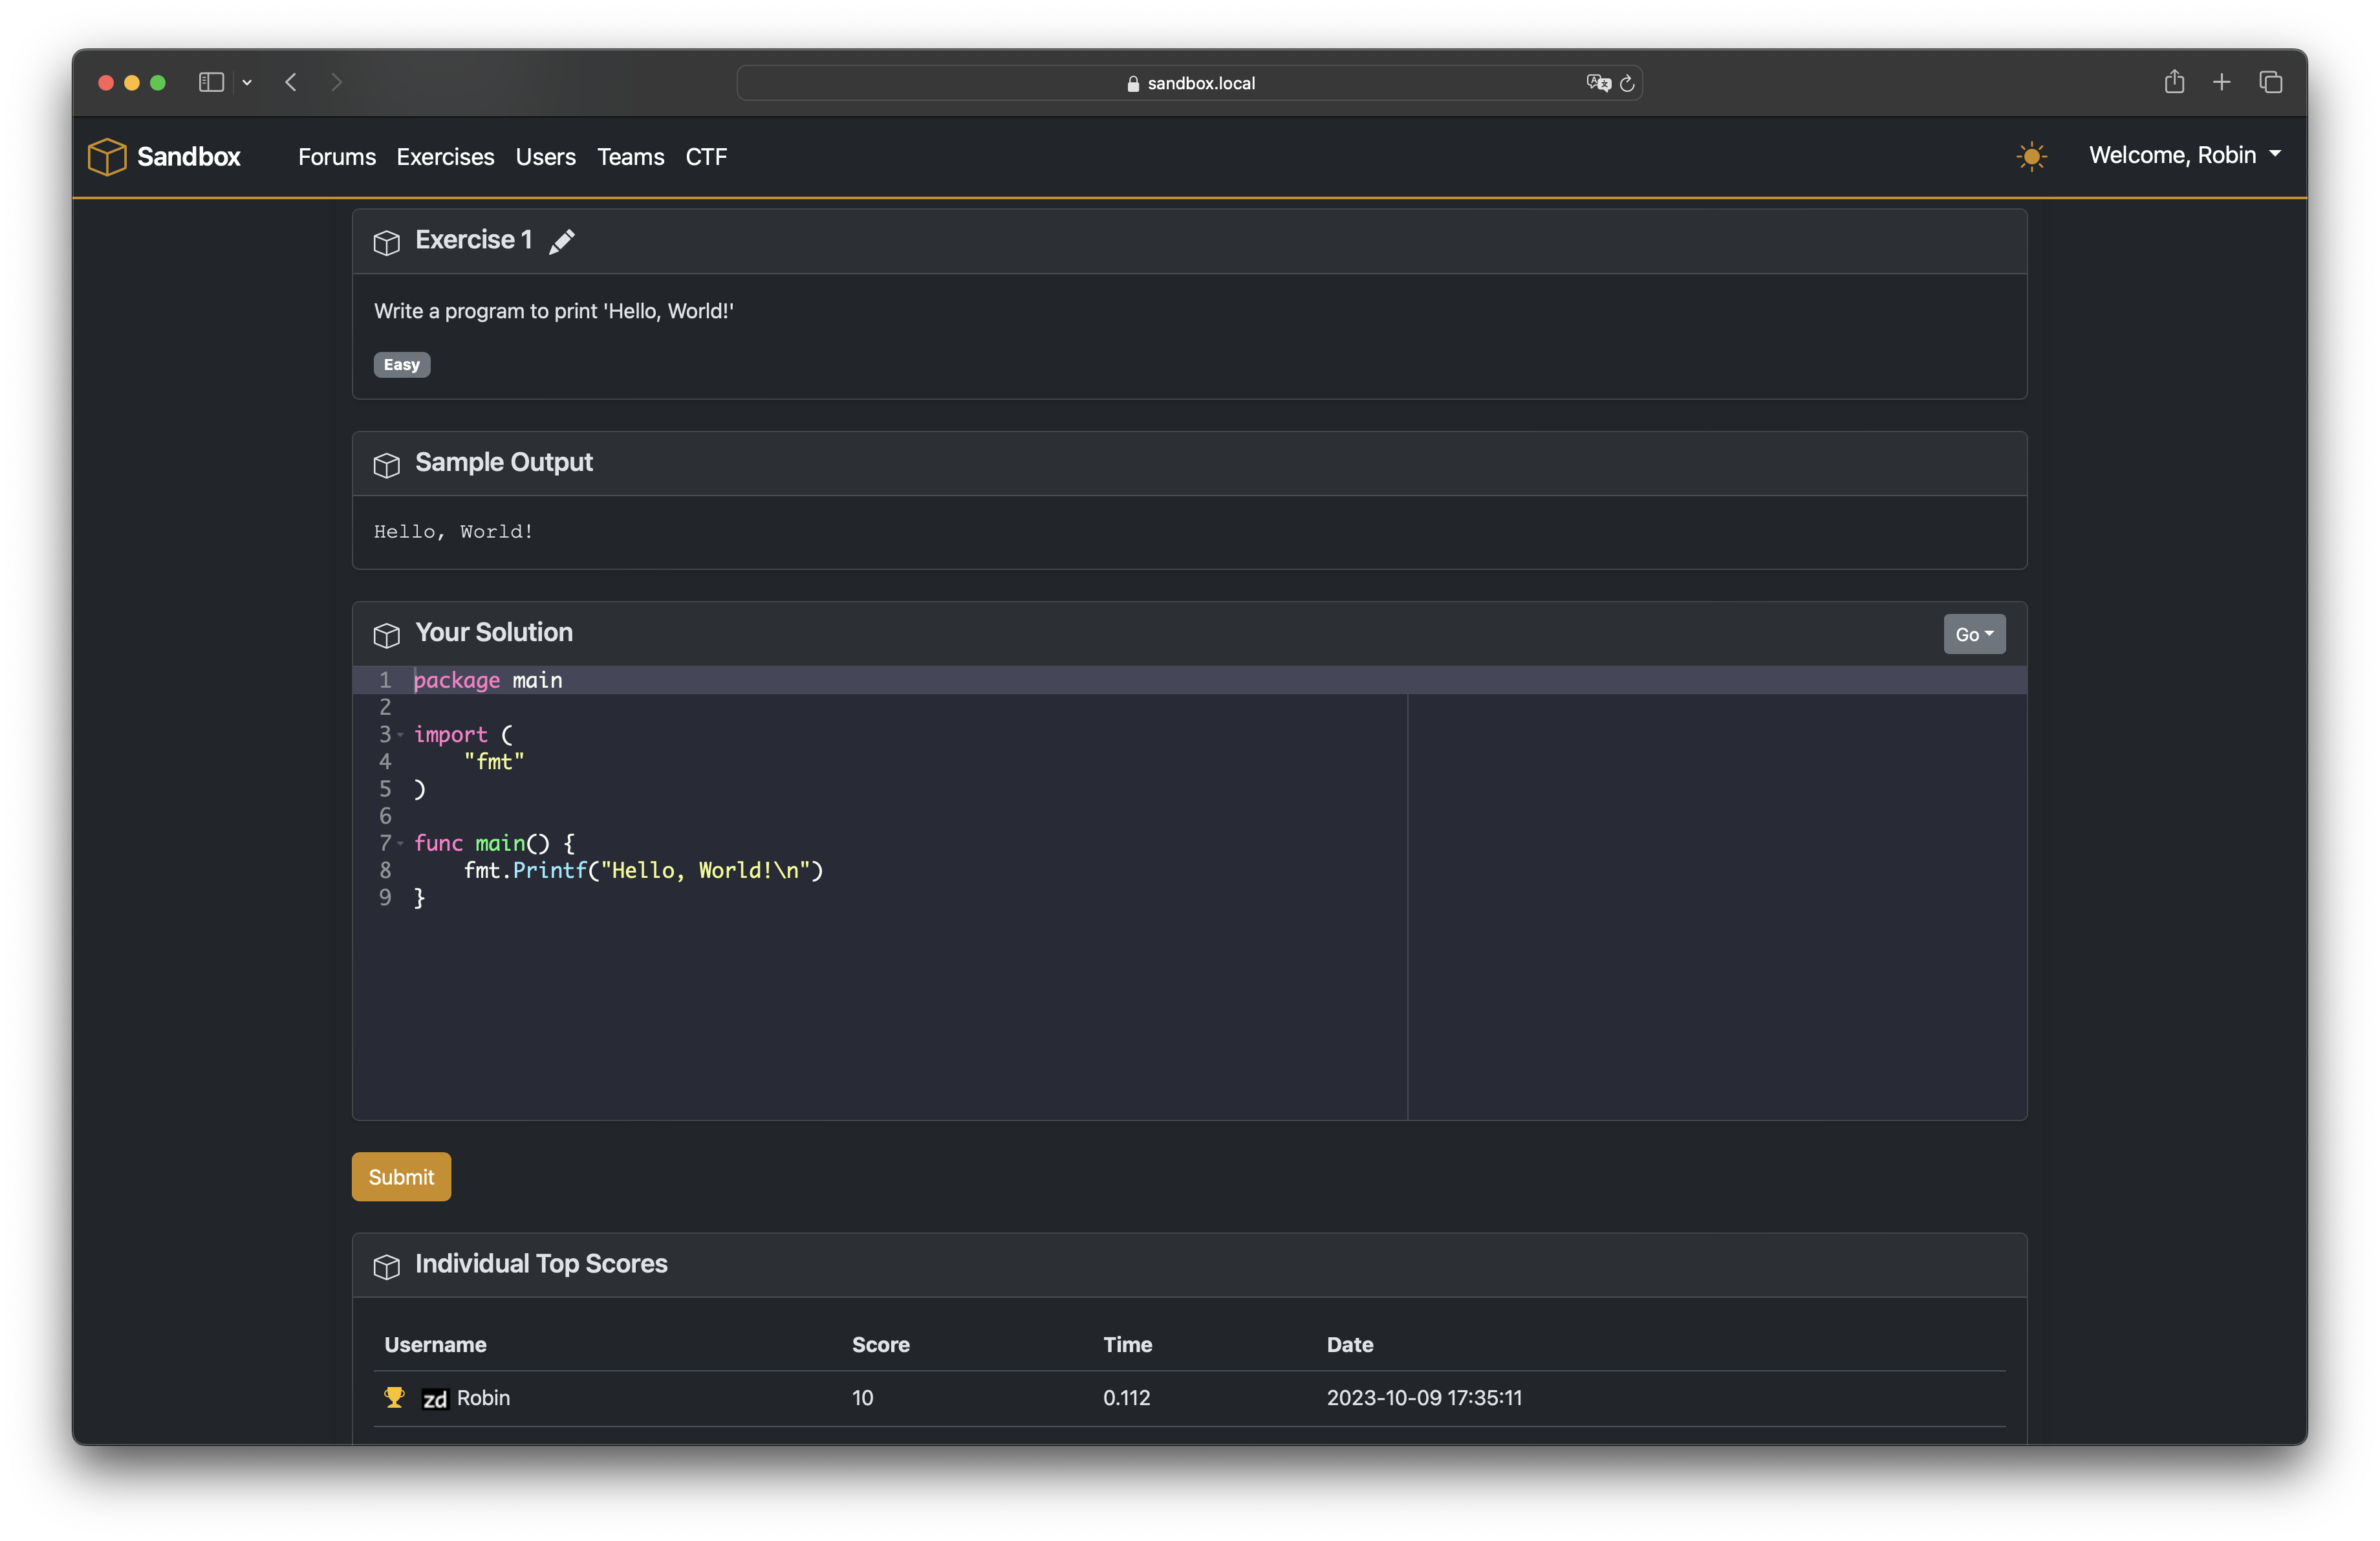 sandbox.local
Sandbox Forums Exercises Users Teams CTF Welcome, Robin
Exercise 1
Write a program to print 'Hello, World!'
Easy
Sample Output
Hello, World!
Your Solution Go
1 package main
2
3 import (
4     "fmt"
5 )
6
7 func main() {
8     fmt.Printf("Hello, World!\n")
9 }
Submit
Individual Top Scores
Username Score Time Date
zd Robin 10 0.112 2023-10-09 17:35:11